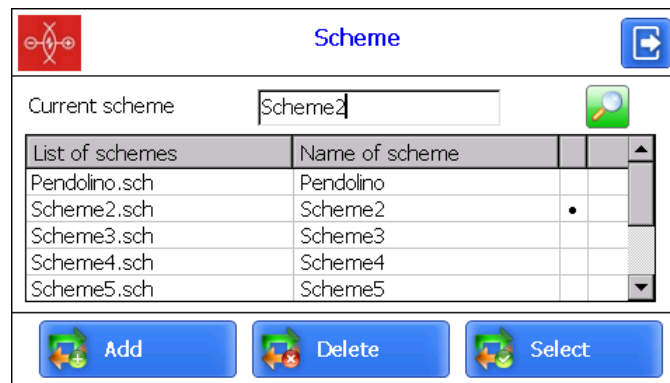 Scheme
Current scheme Scheme2
List of schemes Name of scheme
Pendolino.sch Pendolino
Scheme2.sch Scheme2 •
Scheme3.sch Scheme3
Scheme4.sch Scheme4
Scheme5.sch Scheme5
Add Delete Select